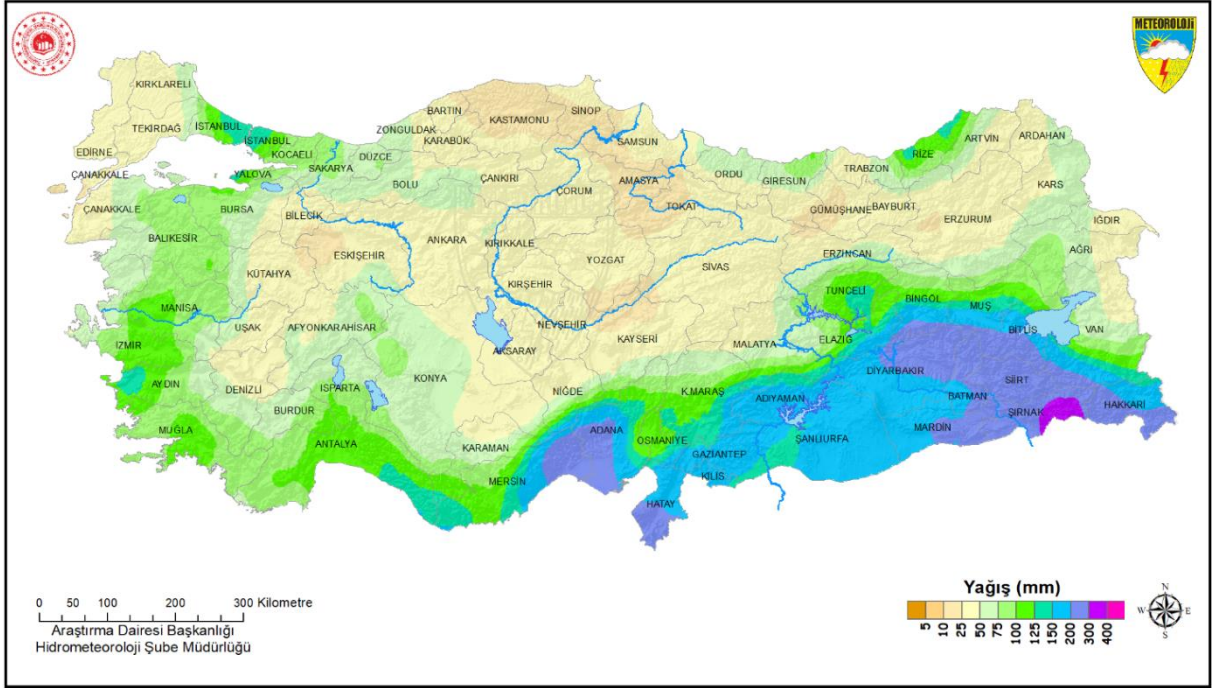 METEOROLOJİ
KIRKLARELİ
TEKİRDAĞ
EDİRNE
İSTANBUL
İSTANBUL
KOCAELİ
YALOVA
SAKARYA
DÜZCE
ZONGULDAK
BARTIN
KARABÜK
KASTAMONU
SİNOP
SAMSUN
ÇANAKKALE
ÇANAKKALE
BALIKESİR
BURSA
BİLECİK
BOLU
ÇANKIRI
ÇORUM
AMASYA
TOKAT
ORDU
GİRESUN
TRABZON
RİZE
ARTVİN
ARDAHAN
KARS
IĞDIR
AĞRI
GÜMÜŞHANE
BAYBURT
ERZURUM
ERZİNCAN
ESKİŞEHİR
ANKARA
KIRIKKALE
YOZGAT
SİVAS
KÜTAHYA
KIRŞEHİR
MANİSA
UŞAK
AFYONKARAHİSAR
NEVŞEHİR
KAYSERİ
AKSARAY
MALATYA
ELAZIĞ
TUNCELİ
BİNGÖL
MUŞ
BİTLİS
VAN
İZMİR
AYDIN
DENİZLİ
ISPARTA
BURDUR
KONYA
NİĞDE
K.MARAŞ
ADIYAMAN
DİYARBAKIR
BATMAN
SİİRT
ŞIRNAK
HAKKARİ
MARDİN
ŞANLIURFA
MUĞLA
ANTALYA
KARAMAN
MERSİN
ADANA
OSMANİYE
GAZİANTEP
KİLİS
HATAY
0 50 100 200 300 Kilometre
Araştırma Dairesi Başkanlığı
Hidrometeoroloji Şube Müdürlüğü
Yağış (mm)
5 10 25 50 75 100 125 150 200 300 400
N
W E
S